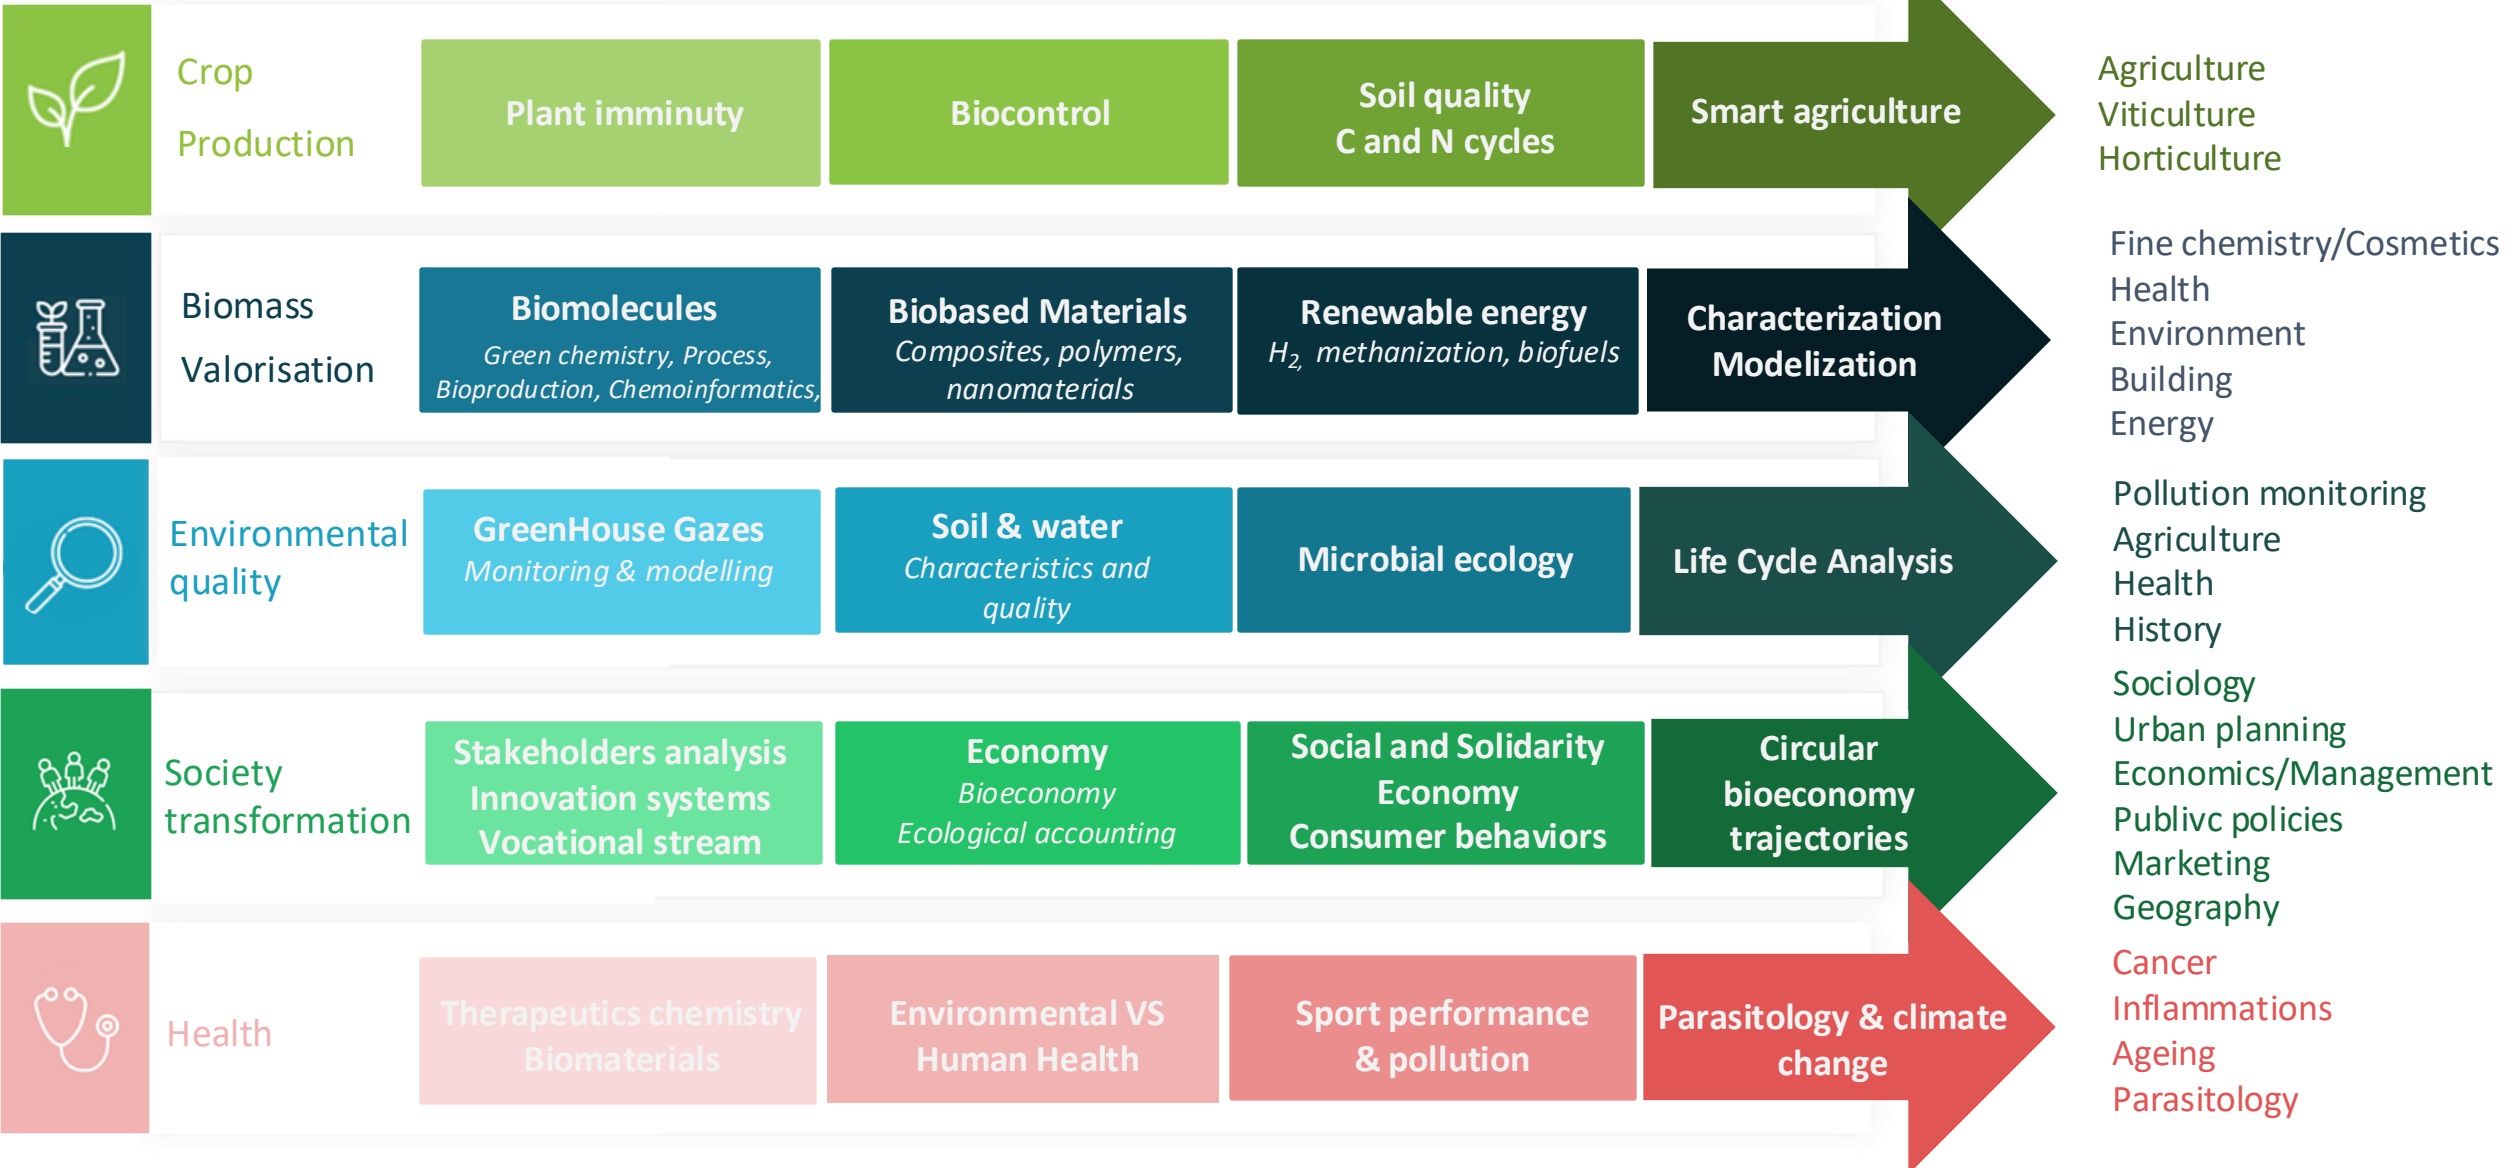 Crop
Production
Plant imminuty
Biocontrol
Soil quality
C and N cycles
Smart agriculture
Agriculture
Viticulture
Horticulture
Biomass
Valorisation
Biomolecules
Green chemistry, Process,
Bioproduction, Chemoinformatics,
Biobased Materials
Composites, polymers,
nanomaterials
Renewable energy
H2, methanization, biofuels
Characterization
Modelization
Fine chemistry/Cosmetics
Health
Environment
Building
Energy
Environmental
quality
GreenHouse Gazes
Monitoring & modelling
Soil & water
Characteristics and
quality
Microbial ecology
Life Cycle Analysis
Pollution monitoring
Agriculture
Health
History
Society
transformation
Stakeholders analysis
Innovation systems
Vocational stream
Economy
Bioeconomy
Ecological accounting
Social and Solidarity
Economy
Consumer behaviors
Circular
bioeconomy
trajectories
Sociology
Urban planning
Economics/Management
Publivc policies
Marketing
Geography
Health
Therapeutics chemistry
Biomaterials
Environmental VS
Human Health
Sport performance
& pollution
Parasitology & climate
change
Cancer
Inflammations
Ageing
Parasitology